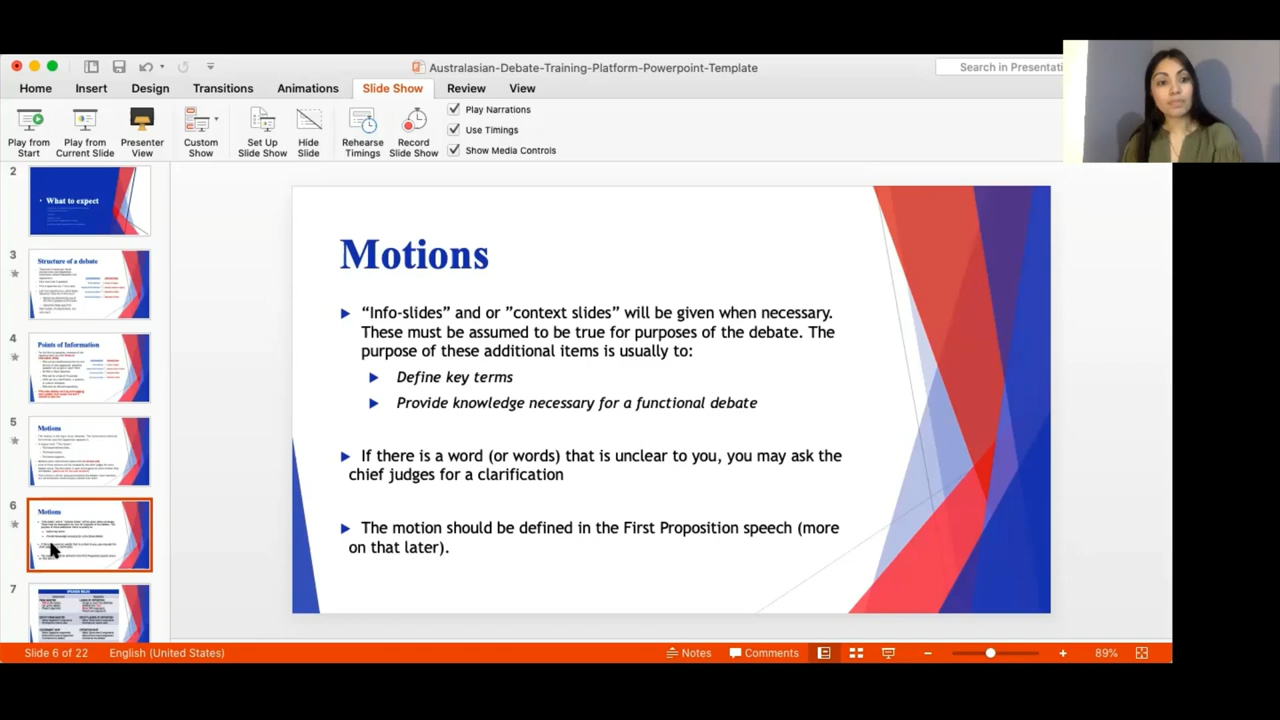 Australasian-Debate-Training-Platform-Powerpoint-Template
Search in Presentati
Home Insert Design Transitions Animations Slide Show Review View
Play from Start
Play from Current Slide
Presenter View
Custom Show
Set Up Slide Show
Hide Slide
Rehearse Timings
Record Slide Show
Play Narrations
Use Timings
Show Media Controls
2
What to expect
3
Structure of a debate
4
Points of Information
5
Motions
6
Motions
7
Motions
“Info-slides” and or ”context slides” will be given when necessary.
These must be assumed to be true for purposes of the debate. The
purpose of these additional items is usually to:
Define key terms
Provide knowledge necessary for a functional debate
If there is a word (or words) that is unclear to you, you may ask the
chief judges for a clarification
The motion should be defined in the First Proposition speech (more
on that later).
Slide 6 of 22 English (United States) Notes Comments 89%